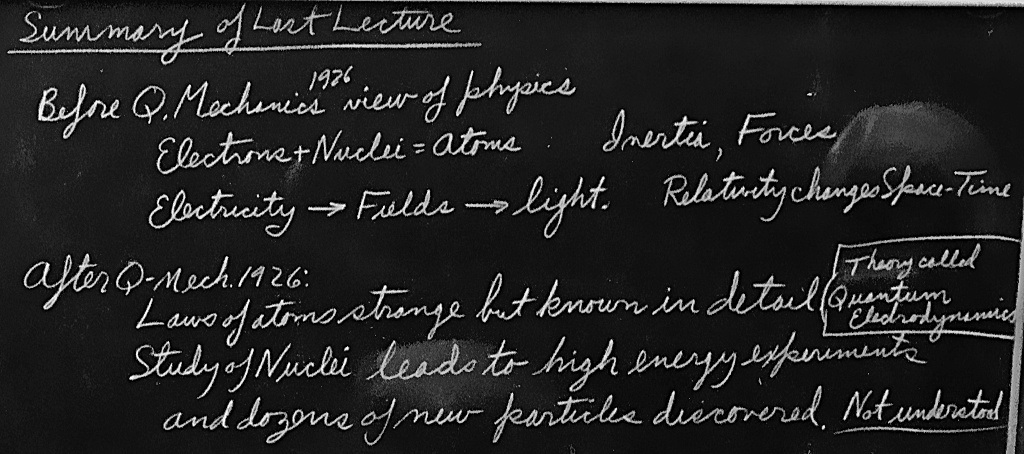 Summary of Last Lecture
Before Q. Mechanics 1926 view of physics
Electrons + Nuclei = atoms Inertia, Forces
Electricity → Fields → light. Relativity changes Space-Time
After Q-Mech. 1926:
Laws of atoms strange but known in detail (Theory called Quantum Electrodynamics
Study of Nuclei leads to high energy experiments
and dozens of new particles discovered. Not understood